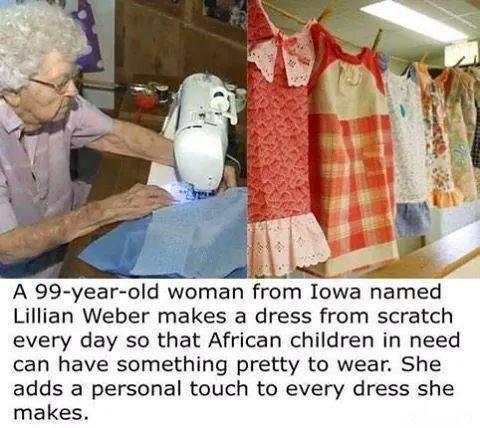 A 99-year-old woman from Iowa named
Lillian Weber makes a dress from scratch
every day so that African children in need
can have something pretty to wear. She
adds a personal touch to every dress she
makes.